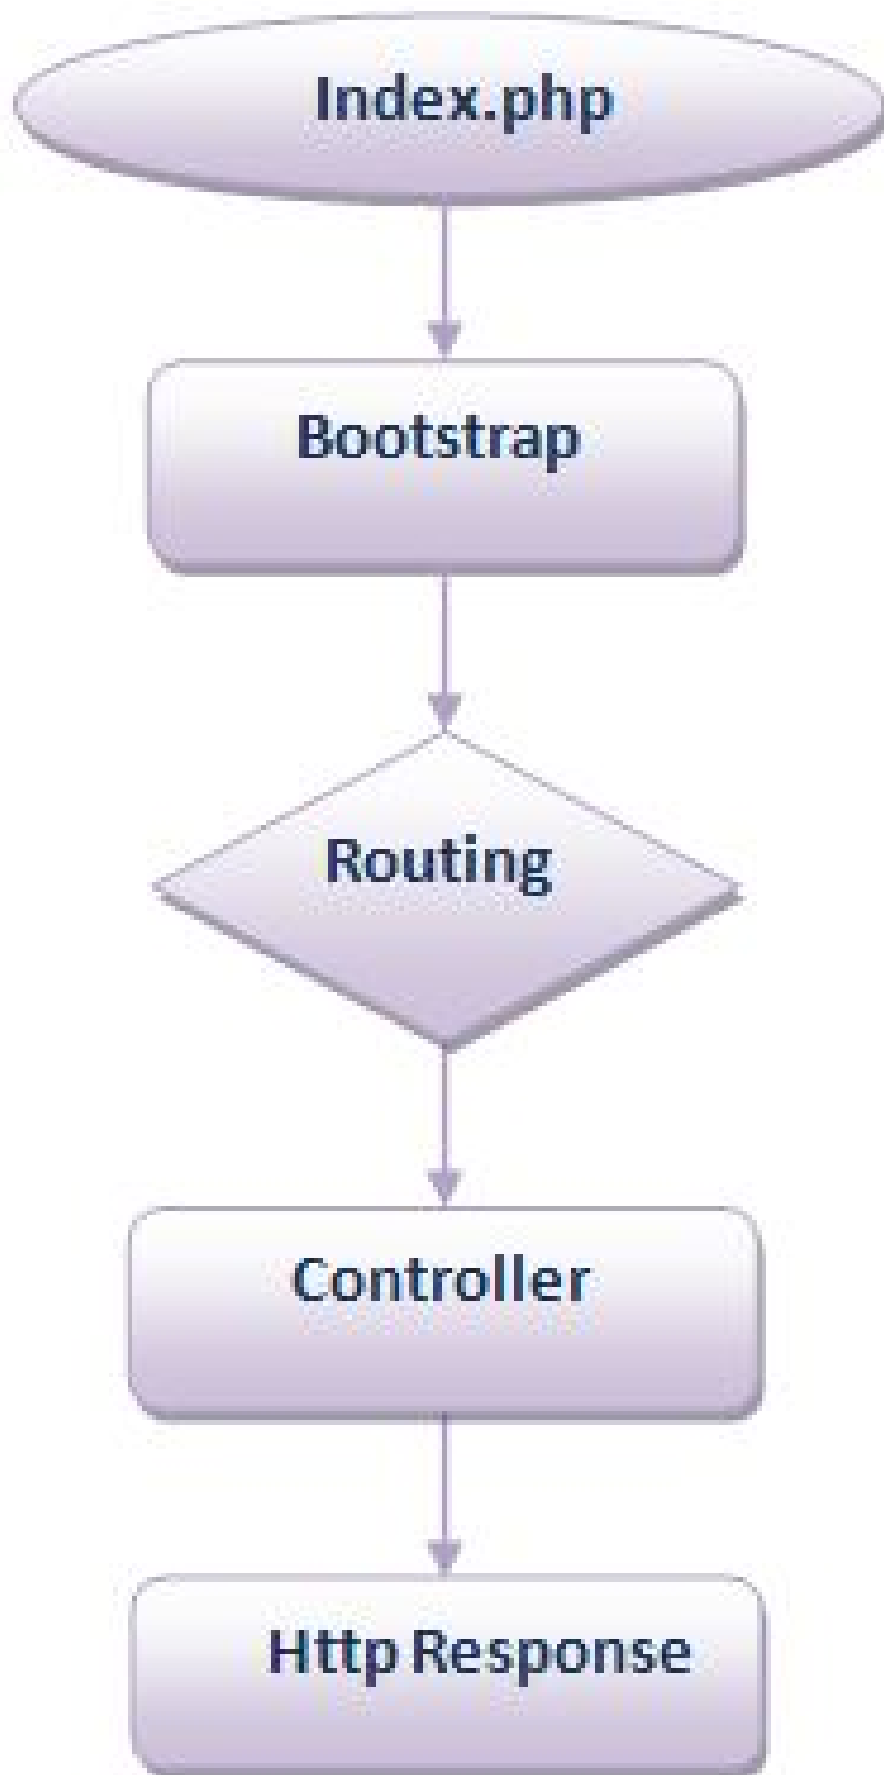 Index.php
Bootstrap
Routing
Controller
Http Response